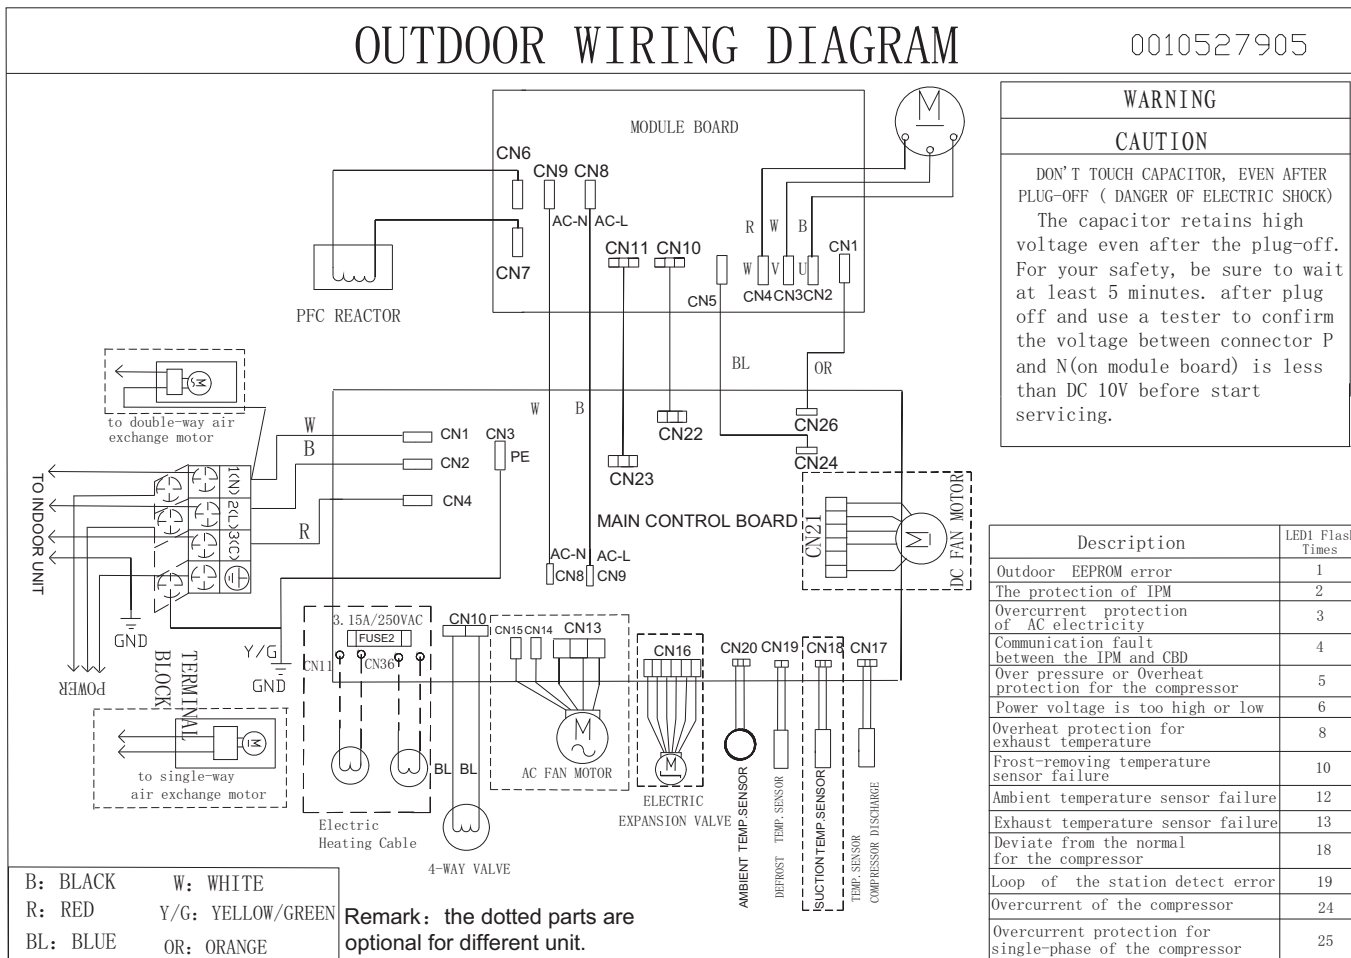 OUTDOOR WIRING DIAGRAM
0010527905
WARNING
CAUTION
DON'T TOUCH CAPACITOR, EVEN AFTER
PLUG-OFF ( DANGER OF ELECTRIC SHOCK)
The capacitor retains high
voltage even after the plug-off.
For your safety, be sure to wait
at least 5 minutes. after plug
off and use a tester to confirm
the voltage between connector P
and N(on module board) is less
than DC 10V before start
servicing.
MODULE BOARD
M
CN6
CN9 CN8
AC-N AC-L
CN7
CN11 CN10
R W B
CN1
W V U
CN5
CN4 CN3 CN2
PFC REACTOR
BL
OR
M
to double-way air
exchange motor
W
B
CN1
CN2
CN4
R
CN3
PE
W
B
CN22
CN23
CN26
CN24
MAIN CONTROL BOARD
CN21
M
DC FAN MOTOR
TO INDOOR UNIT
1(N) 2(L) 3(C)
GND
Y/G
GND
POWER
TERMINAL
BLOCK
AC-N AC-L
CN8 CN9
3.15A/250VAC
FUSE2
CN11
CN36
CN10
CN15 CN14 CN13
CN16
CN20 CN19 CN18 CN17
M
to single-way
air exchange motor
Electric
Heating Cable
BL BL
4-WAY VALVE
M
AC FAN MOTOR
M
ELECTRIC
EXPANSION VALVE
AMBIENT TEMP.SENSOR
DEFROST TEMP. SENSOR
SUCTION TEMP.SENSOR
TEMP. SENSOR
COMPRESSOR DISCHARGE
Description LED1 Flash
Times
Outdoor EEPROM error 1
The protection of IPM 2
Overcurrent protection
of AC electricity 3
Communication fault
between the IPM and CBD 4
Over pressure or Overheat
protection for the compressor 5
Power voltage is too high or low 6
Overheat protection for
exhaust temperature 8
Frost-removing temperature
sensor failure 10
Ambient temperature sensor failure 12
Exhaust temperature sensor failure 13
Deviate from the normal
for the compressor 18
Loop of the station detect error 19
Overcurrent of the compressor 24
Overcurrent protection for
single-phase of the compressor 25
B: BLACK W: WHITE
R: RED Y/G: YELLOW/GREEN
BL: BLUE OR: ORANGE
Remark: the dotted parts are
optional for different unit.